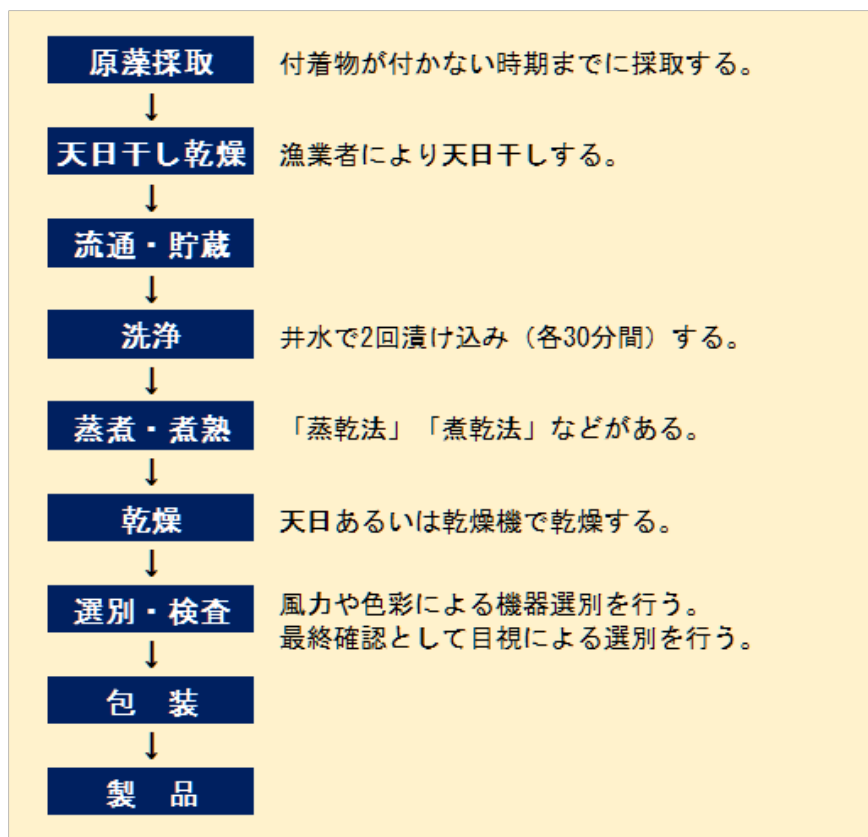 原藻採取 付着物が付かない時期までに採取する。
↓
天日干し乾燥 漁業者により天日干しする。
↓
流通・貯蔵
↓
洗浄 井水で2回漬け込み（各30分間）する。
↓
蒸煮・煮熟 「蒸乾法」「煮乾法」などがある。
↓
乾燥 天日あるいは乾燥機で乾燥する。
↓
選別・検査 風力や色彩による機器選別を行う。
最終確認として目視による選別を行う。
↓
包　装
↓
製　品